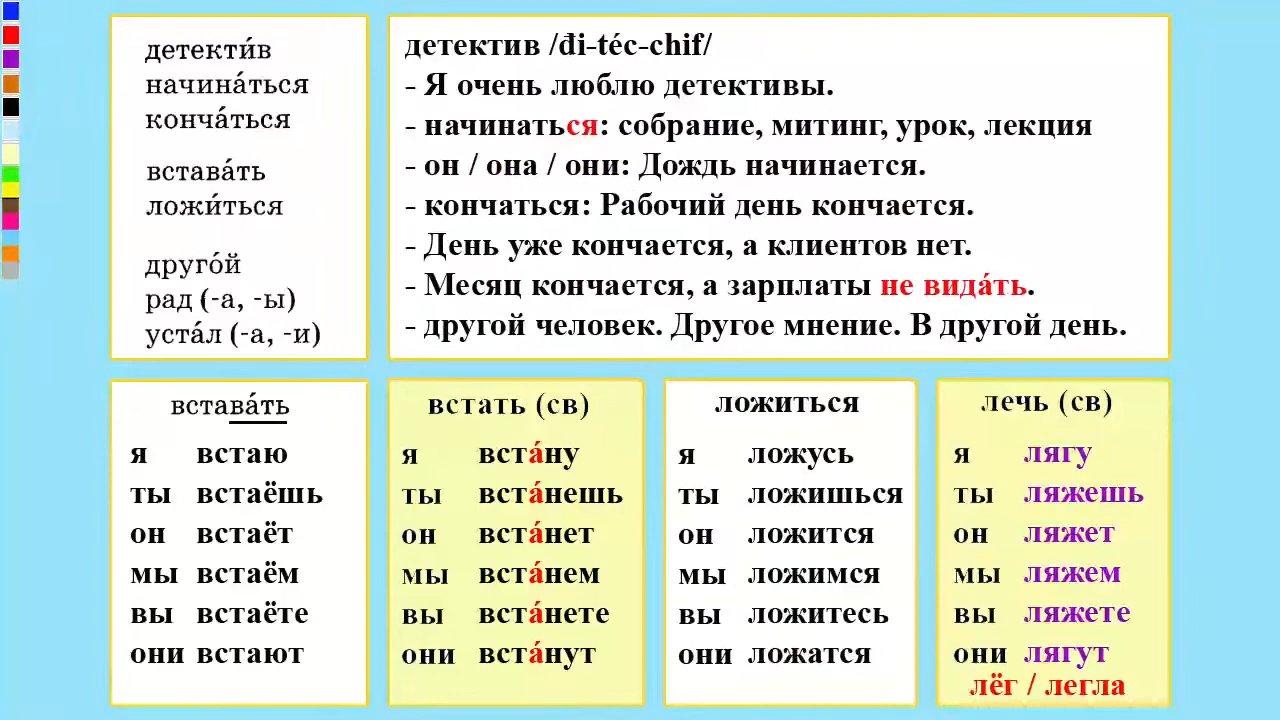 детекти́в
начина́ться
конча́ться
встава́ть
ложи́ться
друго́й
рад (-а, -ы)
уста́л (-а, -и)
детектив /đi-téc-chif/
- Я очень люблю детективы.
- начинаться: собрание, митинг, урок, лекция
- он / она / они: Дождь начинается.
- кончаться: Рабочий день кончается.
- День уже кончается, а клиентов нет.
- Месяц кончается, а зарплаты не вида́ть.
- другой человек. Другое мнение. В другой день.
встава́ть
я встаю
ты встаёшь
он встаёт
мы встаём
вы встаёте
они встают
встать (св)
я вста́ну
ты вста́нешь
он вста́нет
мы вста́нем
вы вста́нете
они вста́нут
ложиться
я ложусь
ты ложишься
он ложится
мы ложимся
вы ложитесь
они ложатся
лечь (св)
я лягу
ты ляжешь
он ляжет
мы ляжем
вы ляжете
они лягут
лёг / легла